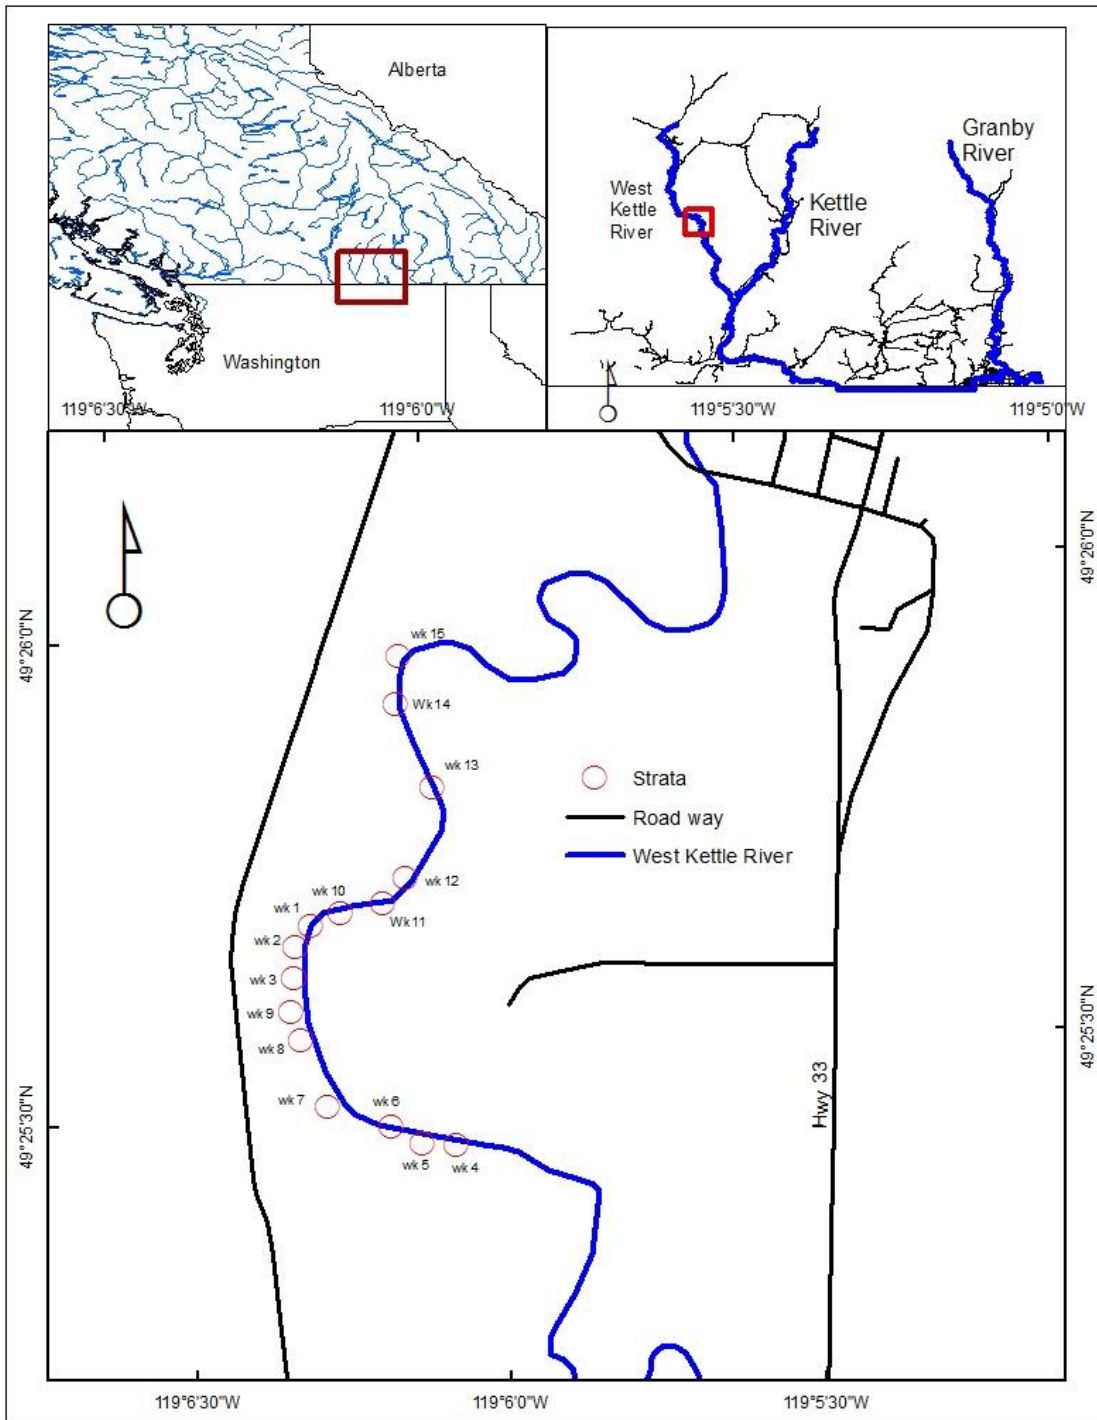 Alberta
Washington
Granby
River
West
Kettle
River
Kettle
River
119°6'30"W
119°6'0"W
119°5'30"W
119°5'0"W
49°26'0"N
49°26'0"N
wk 15
Wk 14
wk 13
Strata
Road way
West Kettle River
wk 12
wk 10
Wk 11
wk 1
wk 2
wk 3
wk 9
wk 8
49°25'30"N
Hwy 33
wk 7
wk 6
49°25'30"N
wk 5
wk 4
119°6'30"W
119°6'0"W
119°5'30"W